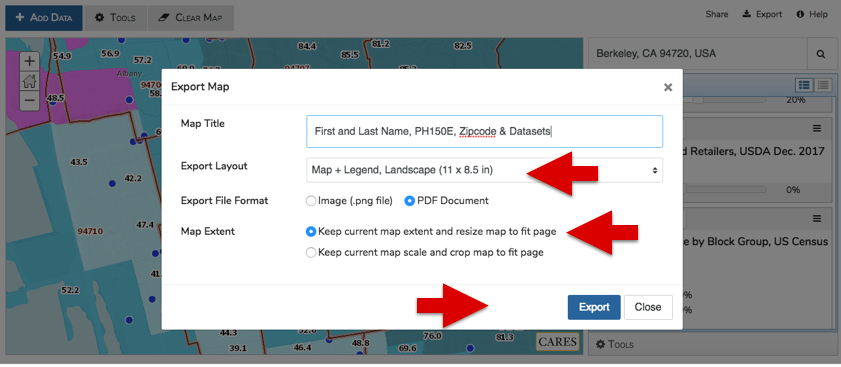 + Add Data
Tools
Clear Map
Share
Export
Help
54.9
56.9
57.2
84.4
85.5
81.2
82.5
Berkeley, CA 94720, USA
+
−
Albany
48.5
43.5
42.2
47.4
94710
41.
52.2
Export Map
×
Map Title
First and Last Name, PH150E, Zipcode & Datasets
Export Layout
Map + Legend, Landscape (11 x 8.5 in)
Export File Format
Image (.png file)
PDF Document
Map Extent
Keep current map extent and resize map to fit page
Keep current map scale and crop map to fit page
Export
Close
20%
d Retailers, USDA Dec. 2017
0%
e by Block Group, US Census
%
%
44.3
52.6
76.0
81.3
39.1
46.4
48.8
69.6
CARES
Tools